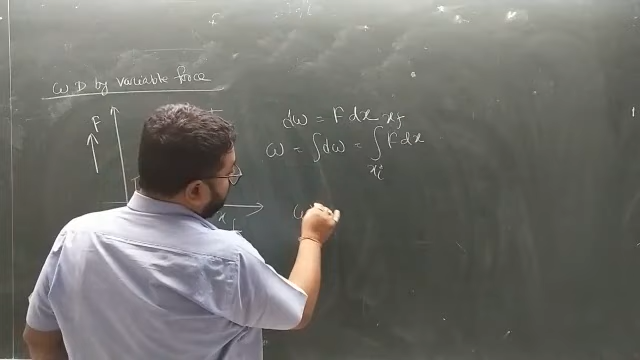 W D by variable force
F
dw = F dx
w = ∫dw = ∫ F dx
xf
xi
x
w